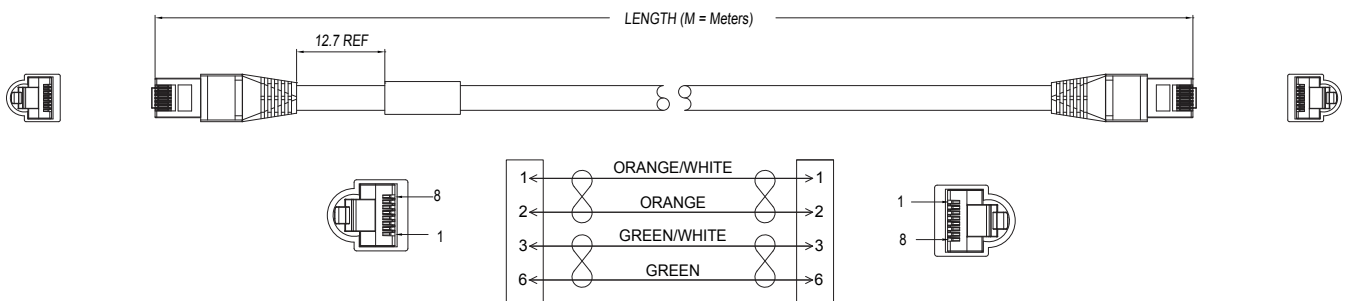 LENGTH (M = Meters)
12.7 REF
ORANGE/WHITE
1 1
ORANGE
2 2
GREEN/WHITE
3 3
GREEN
6 6
8
1
1
8